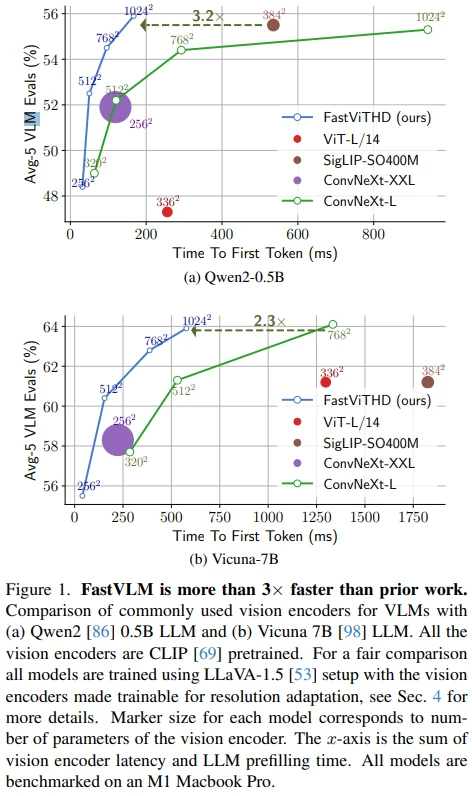 56
54
52
50
48
Avg-5 VLM Evals (%)
1024²
768²
512²
256²
3.2×
384²
768²
1024²
512²
256²
320²
336²
FastViTHD (ours)
ViT-L/14
SigLIP-SO400M
ConvNeXt-XXL
ConvNeXt-L
0 200 400 600 800
Time To First Token (ms)
(a) Qwen2-0.5B
64
62
60
58
56
Avg-5 VLM Evals (%)
1024²
2.3×
768²
768²
512²
512²
336²
384²
256²
320²
256²
FastViTHD (ours)
ViT-L/14
SigLIP-SO400M
ConvNeXt-XXL
ConvNeXt-L
0 250 500 750 1000 1250 1500 1750
Time To First Token (ms)
(b) Vicuna-7B
Figure 1. FastVLM is more than 3× faster than prior work.
Comparison of commonly used vision encoders for VLMs with
(a) Qwen2 [86] 0.5B LLM and (b) Vicuna 7B [98] LLM. All the
vision encoders are CLIP [69] pretrained. For a fair comparison
all models are trained using LLaVA-1.5 [53] setup with the vision
encoders made trainable for resolution adaptation, see Sec. 4 for
more details. Marker size for each model corresponds to num-
ber of parameters of the vision encoder. The x-axis is the sum of
vision encoder latency and LLM prefilling time. All models are
benchmarked on an M1 Macbook Pro.